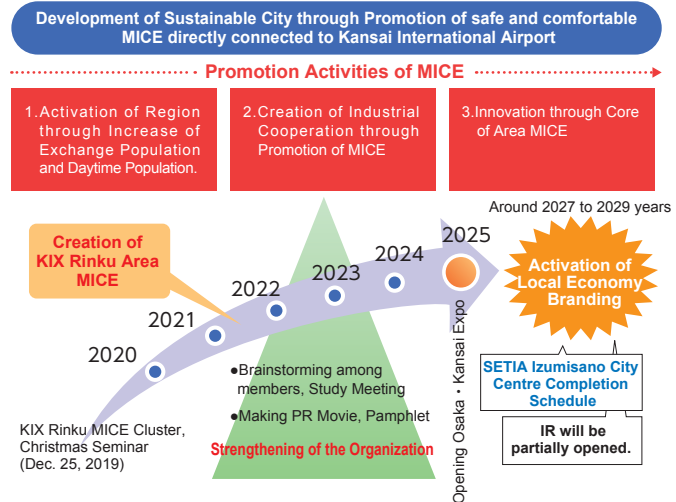 Development of Sustainable City through Promotion of safe and comfortable
MICE directly connected to Kansai International Airport
Promotion Activities of MICE
1.Activation of Region
through Increase of
Exchange Population
and Daytime Population.
2.Creation of Industrial
Cooperation through
Promotion of MICE
3.Innovation through Core
of Area MICE
Around 2027 to 2029 years
Creation of
KIX Rinku Area
MICE
2020
2021
2022
2023
2024
2025
Activation of
Local Economy
Branding
●Brainstorming among
members, Study Meeting
●Making PR Movie, Pamphlet
Strengthening of the Organization
KIX Rinku MICE Cluster,
Christmas Seminar
(Dec. 25, 2019)
Opening Osaka・Kansai Expo
SETIA Izumisano City
Centre Completion
Schedule
IR will be
partially opened.